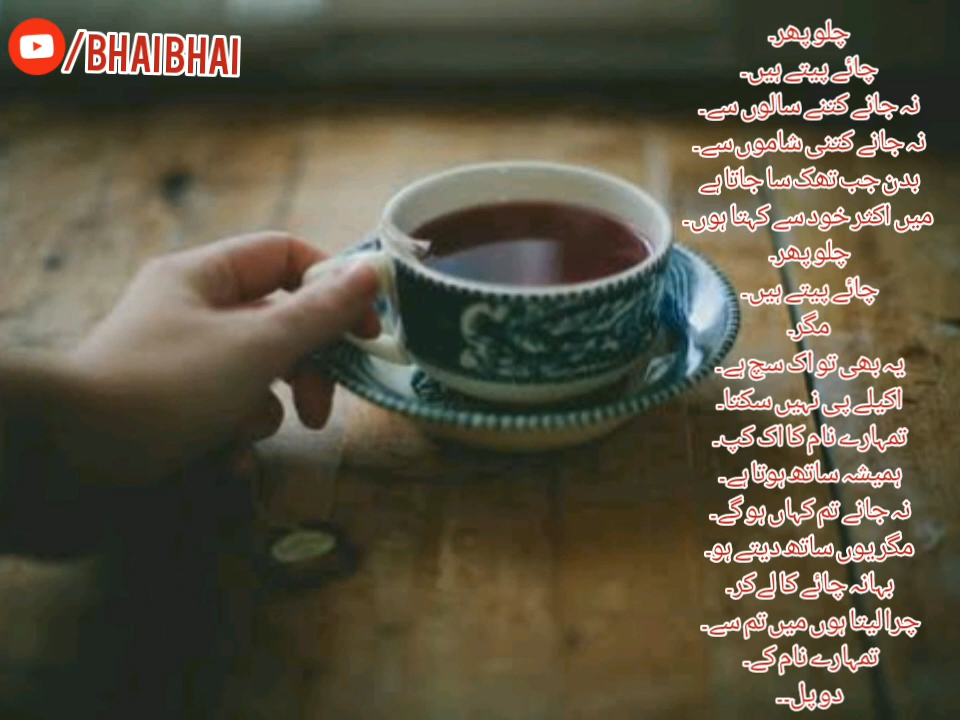 /BHAIBHAI
چلو پھر۔
چائے پیتے ہیں۔
نہ جانے کتنے سالوں سے۔
نہ جانے کتنی شاموں سے۔
بدن جب تھک سا جاتا ہے
میں اکثر خود سے کہتا ہوں۔
چلو پھر۔
چائے پیتے ہیں۔
مگر۔
یہ بھی تو اک سچ ہے۔
اکیلے پی نہیں سکتا۔
تمہارے نام کا اک کپ۔
ہمیشہ ساتھ ہوتا ہے۔
نہ جانے تم کہاں ہو گے۔
مگر یوں ساتھ دیتے ہو۔
بہانہ چائے کا لے کر۔
چرا لیتا ہوں میں تم سے۔
تمہارے نام کے۔
دو پل۔۔